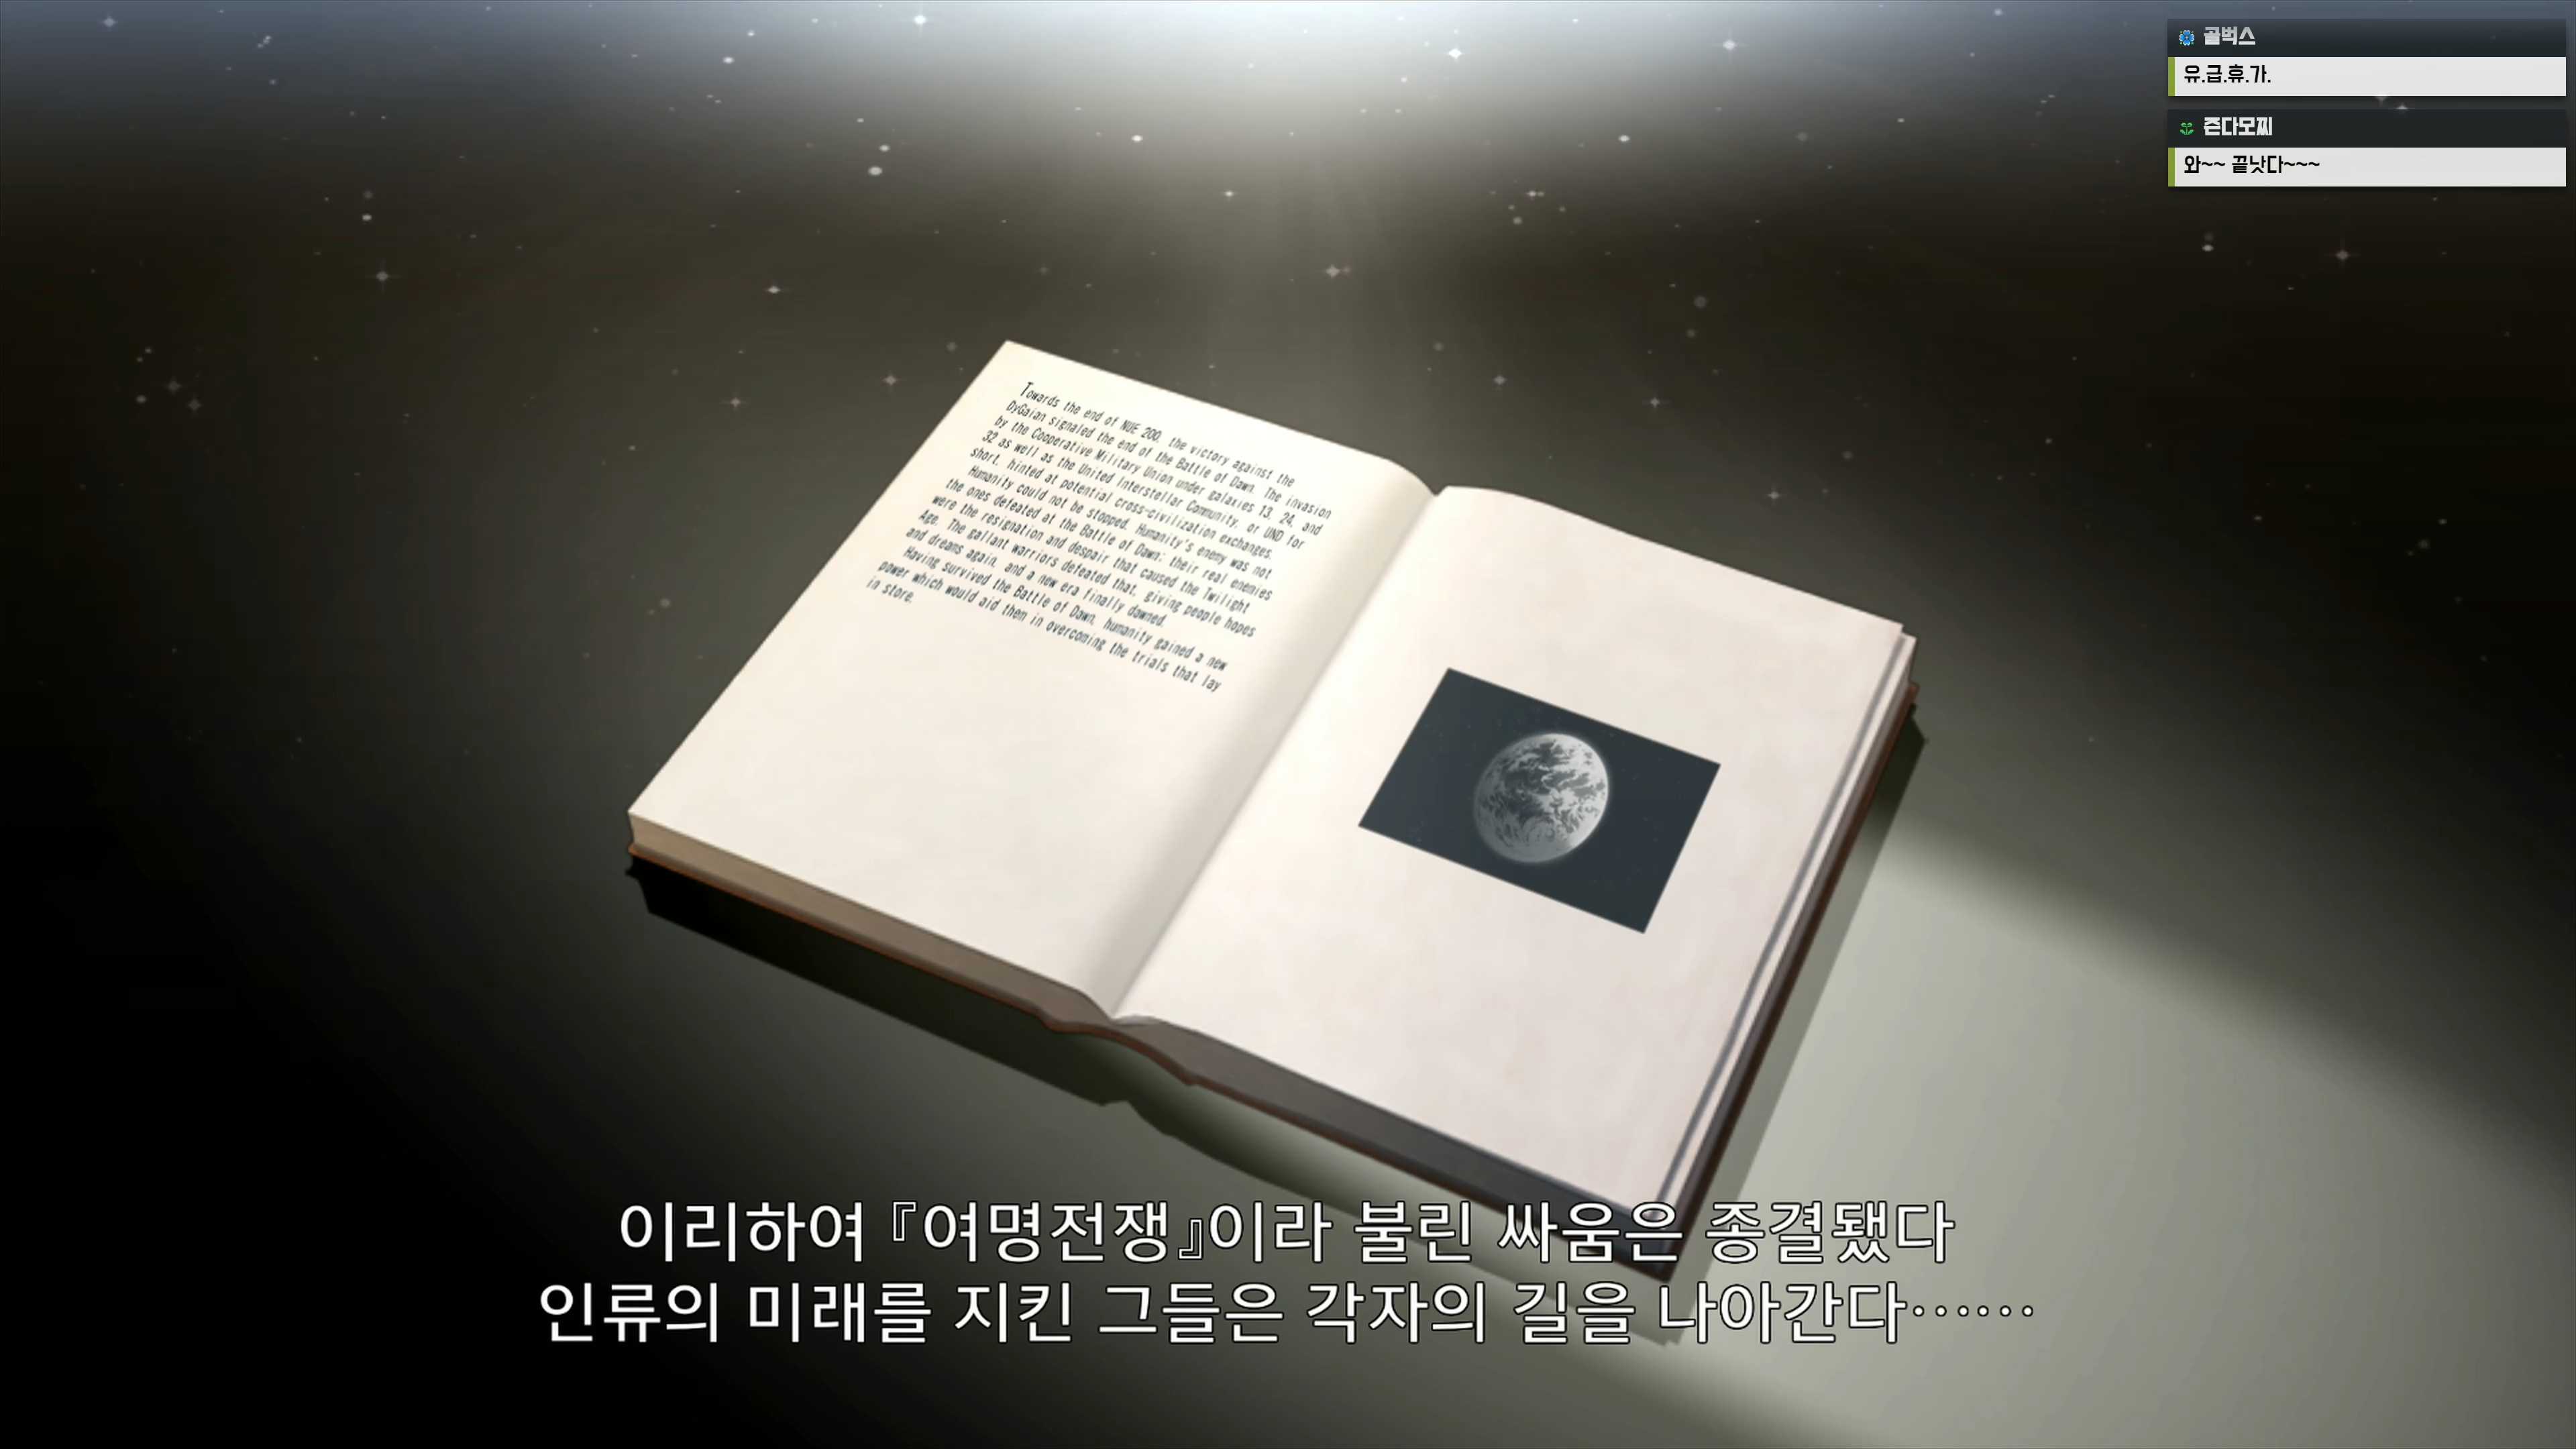 골벅스
유.급.휴.가.
즌다모찌
와~~ 끝낫다~~~
Towards the end of NUE 200, the victory against the
DyGaian signaled the end of the Battle of Dawn. The invasion
by the Cooperative Military Union under galaxies 13, 24, and
32 as well as the United Interstellar Community, or UND for
short, hinted at potential cross-civilization exchanges.
Humanity could not be stopped. Humanity's enemy was not
the ones defeated at the Battle of Dawn; their real enemies
were the resignation and despair that caused the Twilight
Age. The gallant warriors defeated that, giving people hopes
and dreams again, and a new era finally dawned.
Having survived the Battle of Dawn, humanity gained a new
power which would aid them in overcoming the trials that lay
in store.
이리하여 『여명전쟁』이라 불린 싸움은 종결됐다
인류의 미래를 지킨 그들은 각자의 길을 나아간다……